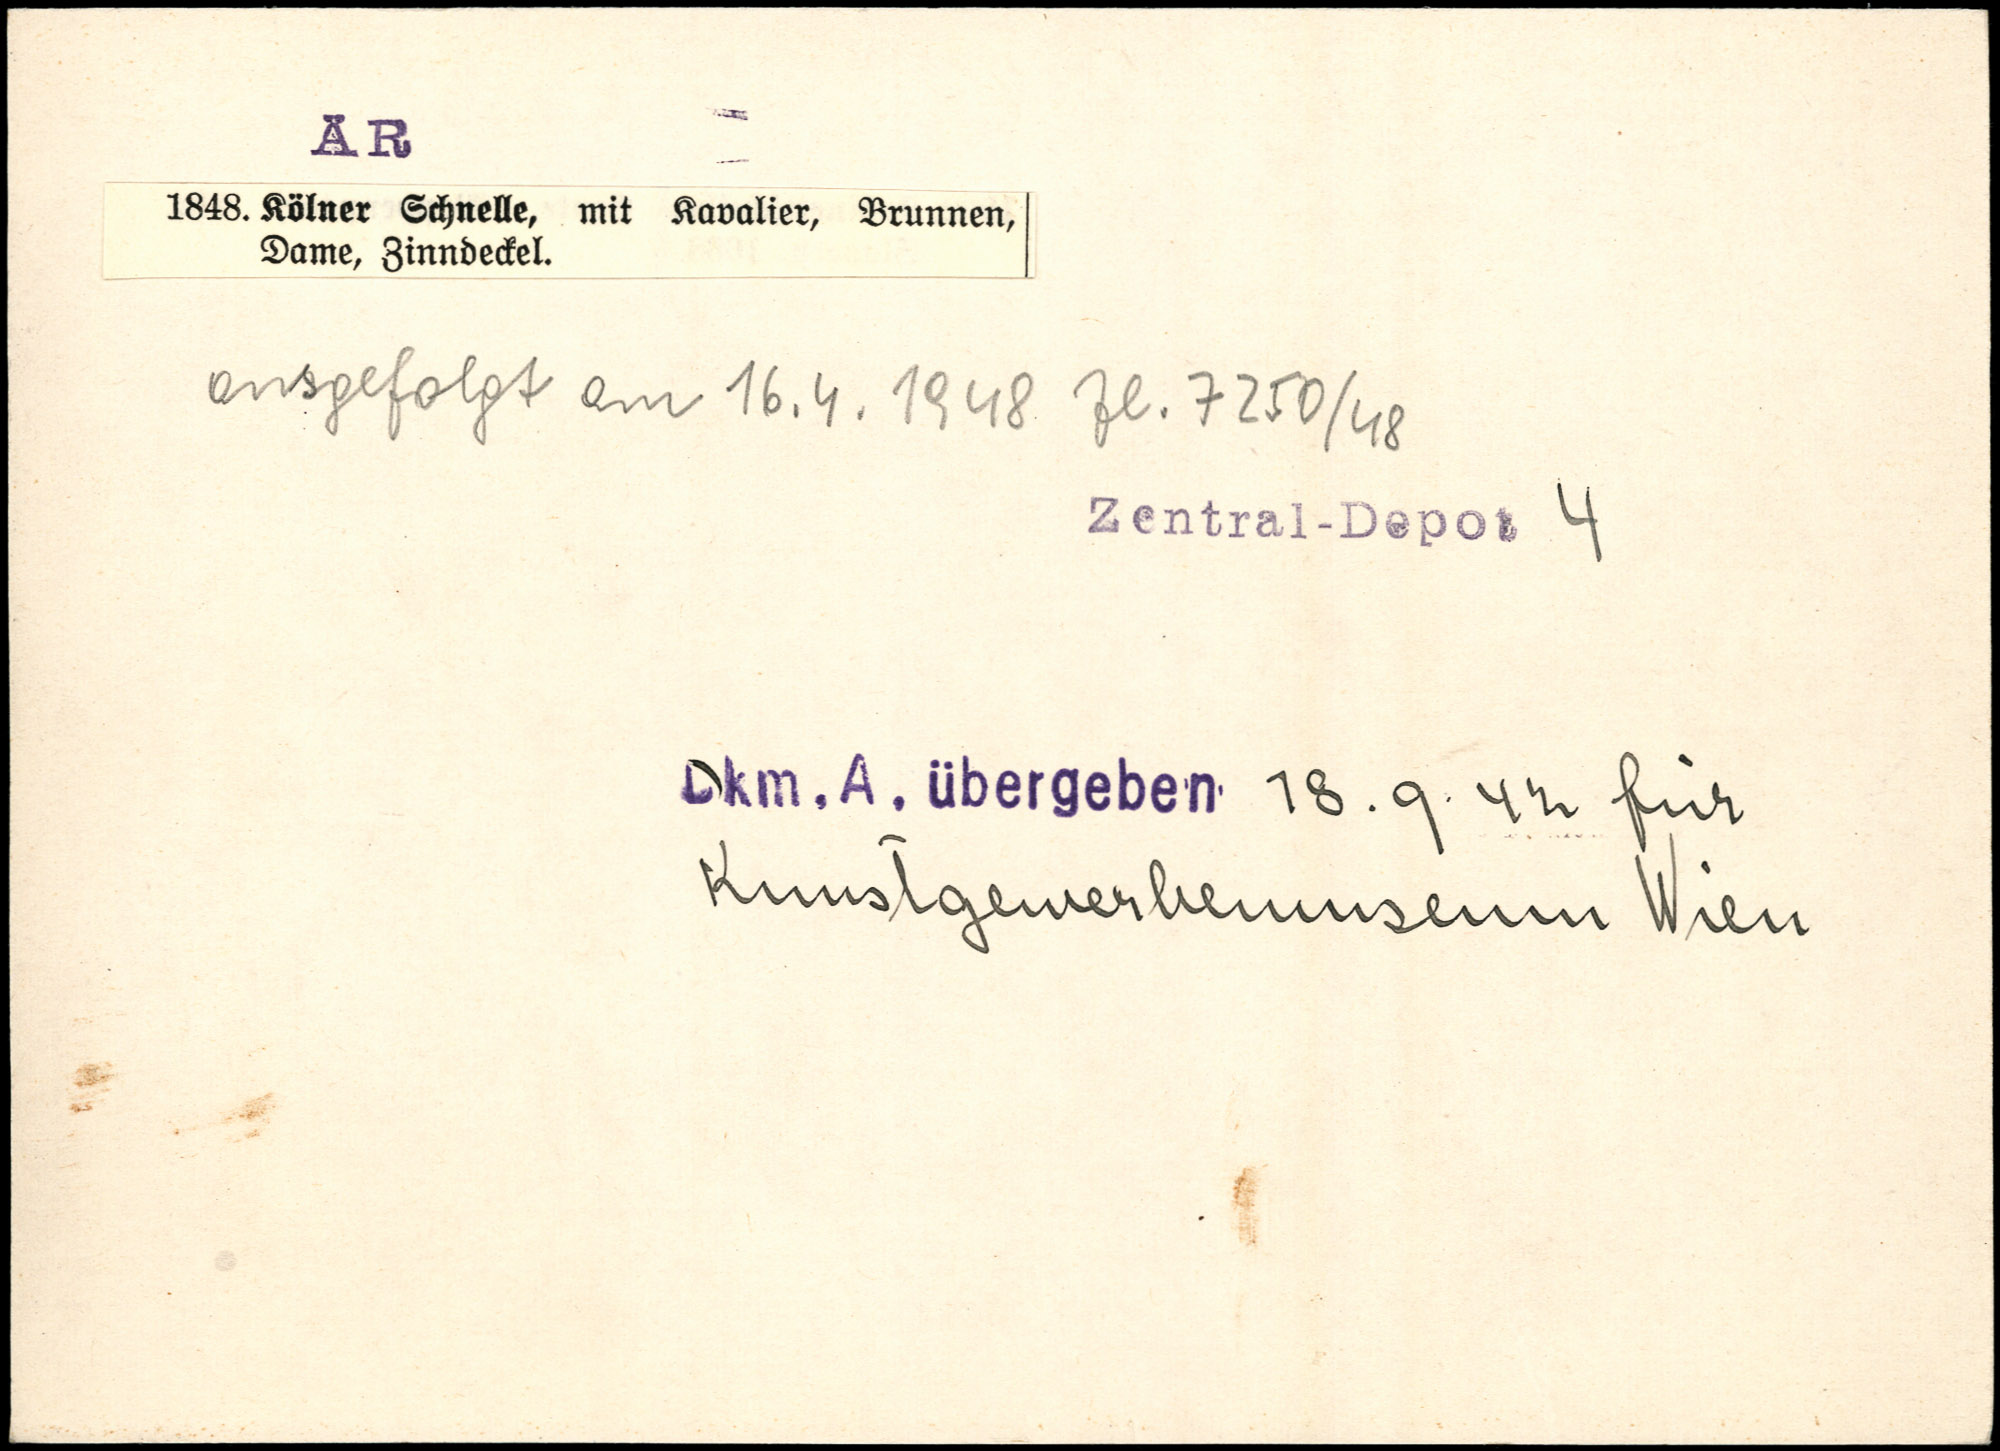 AR
1848. Kölner Schnelle, mit Kavalier, Brunnen,
Dame, Zinndeckel.
ausgefolgt am 16.4.1948 Zl. 7250/48
Zentral-Depot 4
Dkm. A. übergeben 18.9.42 für
Kunstgewerbemuseum Wien